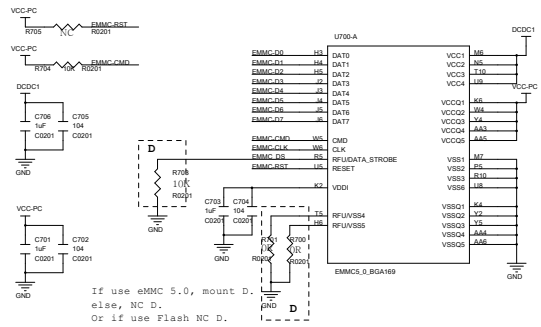 VCC-PC
R705 NC EMMC-RST R0201
VCC-PC
R704 10K EMMC-CMD R0201
DCDC1
C706 1uF C0201
C705 104 C0201
GND
VCC-PC
C701 1uF C0201
C702 104 C0201
GND
D
R703 10K R0201
GND
C703 1uF C0201
C704 104 C0201
GND
U700-A
EMMC-D0 H3 DAT0
EMMC-D1 H4 DAT1
EMMC-D2 H5 DAT2
EMMC-D3 J2 DAT3
EMMC-D4 J3 DAT4
EMMC-D5 J4 DAT5
EMMC-D6 J5 DAT6
EMMC-D7 J6 DAT7
EMMC-CMD W5 CMD
EMMC-CLK W6 CLK
EMMC DS R5 RFU/DATA_STROBE
EMMC-RST U5 RESET
K2 VDDI
T5 RFU/VSS4
H6 RFU/VSS5
VCC1 M6
VCC2 N5
VCC3 T10
VCC4 U9
VCCQ1 K6
VCCQ2 W4
VCCQ3 Y4
VCCQ4 AA3
VCCQ5 AA5
VSS1 M7
VSS2 P5
VSS3 R10
VSS6 U8
VSSQ1 K4
VSSQ2 Y2
VSSQ3 Y5
VSSQ4 AA4
VSSQ5 AA6
DCDC1
VCC-PC
GND
EMMC5_0_BGA169
R701 0R R0201
R700 0R R0201
GND
D
If use eMMC 5.0, mount D.
else, NC D.
Or if use Flash NC D.